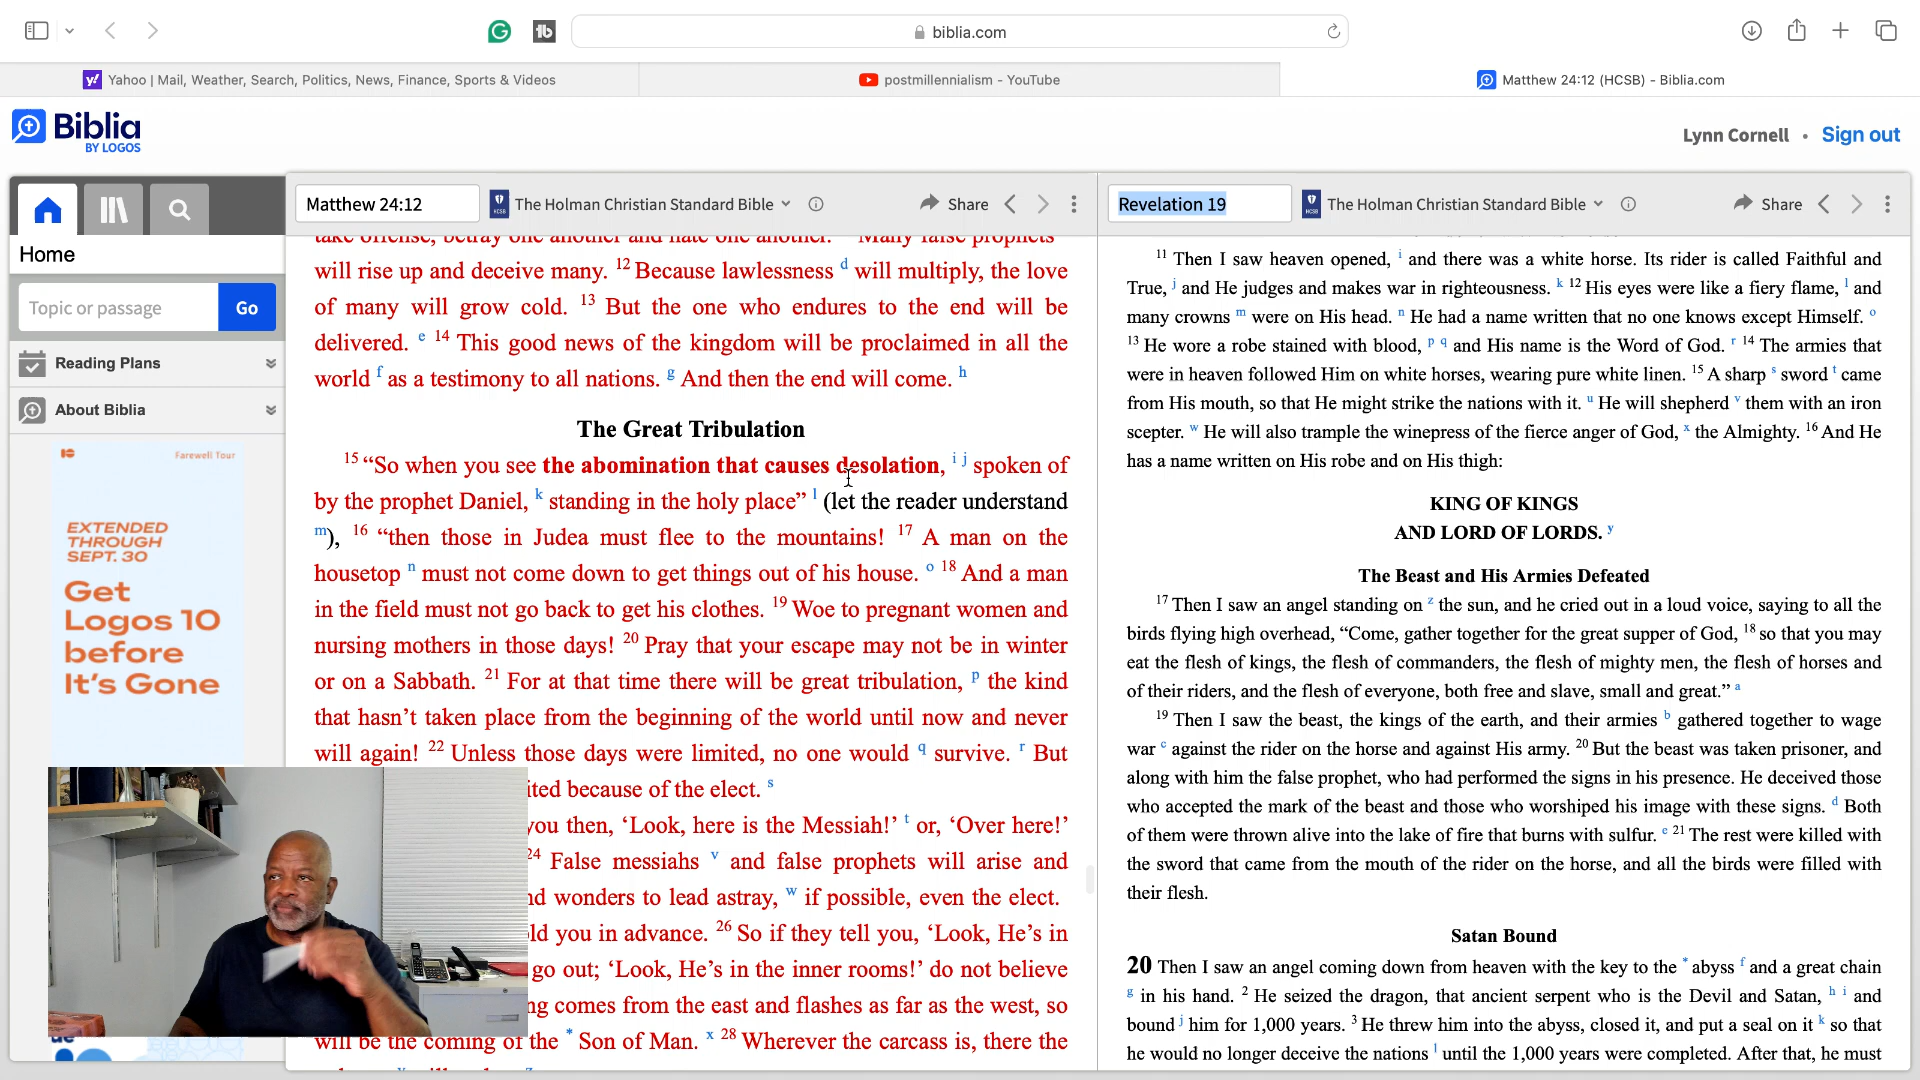 biblia.com
Yahoo | Mail, Weather, Search, Politics, News, Finance, Sports & Videos
postmillennialism - YouTube
Matthew 24:12 (HCSB) - Biblia.com
Biblia
BY LOGOS
Lynn Cornell • Sign out
Home
Topic or passage
Go
Reading Plans
About Biblia
Farewell Tour
EXTENDED
THROUGH
SEPT. 30
Get
Logos 10
before
It's Gone
Matthew 24:12
The Holman Christian Standard Bible
Share
take offense, betray one another and hate one another. Many false prophets
will rise up and deceive many. 12 Because lawlessness d will multiply, the love
of many will grow cold. 13 But the one who endures to the end will be
delivered. e 14 This good news of the kingdom will be proclaimed in all the
world f as a testimony to all nations. g And then the end will come. h
The Great Tribulation
15 “So when you see the abomination that causes desolation, i j spoken of
by the prophet Daniel, k standing in the holy place” l (let the reader understand
m), 16 “then those in Judea must flee to the mountains! 17 A man on the
housetop n must not come down to get things out of his house. o 18 And a man
in the field must not go back to get his clothes. 19 Woe to pregnant women and
nursing mothers in those days! 20 Pray that your escape may not be in winter
or on a Sabbath. 21 For at that time there will be great tribulation, p the kind
that hasn’t taken place from the beginning of the world until now and never
will again! 22 Unless those days were limited, no one would q survive. r But
ited because of the elect. s
you then, ‘Look, here is the Messiah!’ t or, ‘Over here!’
24 False messiahs v and false prophets will arise and
nd wonders to lead astray, w if possible, even the elect.
ld you in advance. 26 So if they tell you, ‘Look, He’s in
go out; ‘Look, He’s in the inner rooms!’ do not believe
ng comes from the east and flashes as far as the west, so
will be the coming of the * Son of Man. x 28 Wherever the carcass is, there the
Revelation 19
The Holman Christian Standard Bible
Share
11 Then I saw heaven opened, i and there was a white horse. Its rider is called Faithful and
True, j and He judges and makes war in righteousness. k 12 His eyes were like a fiery flame, l and
many crowns m were on His head. n He had a name written that no one knows except Himself. o
13 He wore a robe stained with blood, p q and His name is the Word of God. r 14 The armies that
were in heaven followed Him on white horses, wearing pure white linen. 15 A sharp s sword t came
from His mouth, so that He might strike the nations with it. u He will shepherd v them with an iron
scepter. w He will also trample the winepress of the fierce anger of God, x the Almighty. 16 And He
has a name written on His robe and on His thigh:
KING OF KINGS
AND LORD OF LORDS. y
The Beast and His Armies Defeated
17 Then I saw an angel standing on z the sun, and he cried out in a loud voice, saying to all the
birds flying high overhead, “Come, gather together for the great supper of God, 18 so that you may
eat the flesh of kings, the flesh of commanders, the flesh of mighty men, the flesh of horses and
of their riders, and the flesh of everyone, both free and slave, small and great.” a
19 Then I saw the beast, the kings of the earth, and their armies b gathered together to wage
war c against the rider on the horse and against His army. 20 But the beast was taken prisoner, and
along with him the false prophet, who had performed the signs in his presence. He deceived those
who accepted the mark of the beast and those who worshiped his image with these signs. d Both
of them were thrown alive into the lake of fire that burns with sulfur. e 21 The rest were killed with
the sword that came from the mouth of the rider on the horse, and all the birds were filled with
their flesh.
Satan Bound
20 Then I saw an angel coming down from heaven with the key to the * abyss f and a great chain
g in his hand. 2 He seized the dragon, that ancient serpent who is the Devil and Satan, h i and
bound j him for 1,000 years. 3 He threw him into the abyss, closed it, and put a seal on it k so that
he would no longer deceive the nations l until the 1,000 years were completed. After that, he must